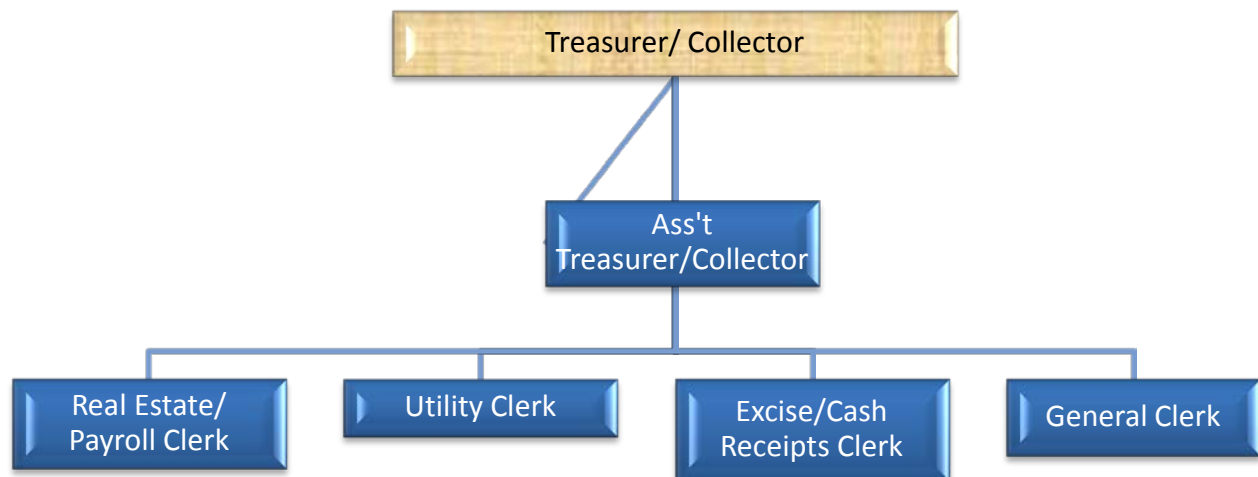 Treasurer/ Collector
Ass't
Treasurer/Collector
Real Estate/
Payroll Clerk
Utility Clerk
Excise/Cash
Receipts Clerk
General Clerk